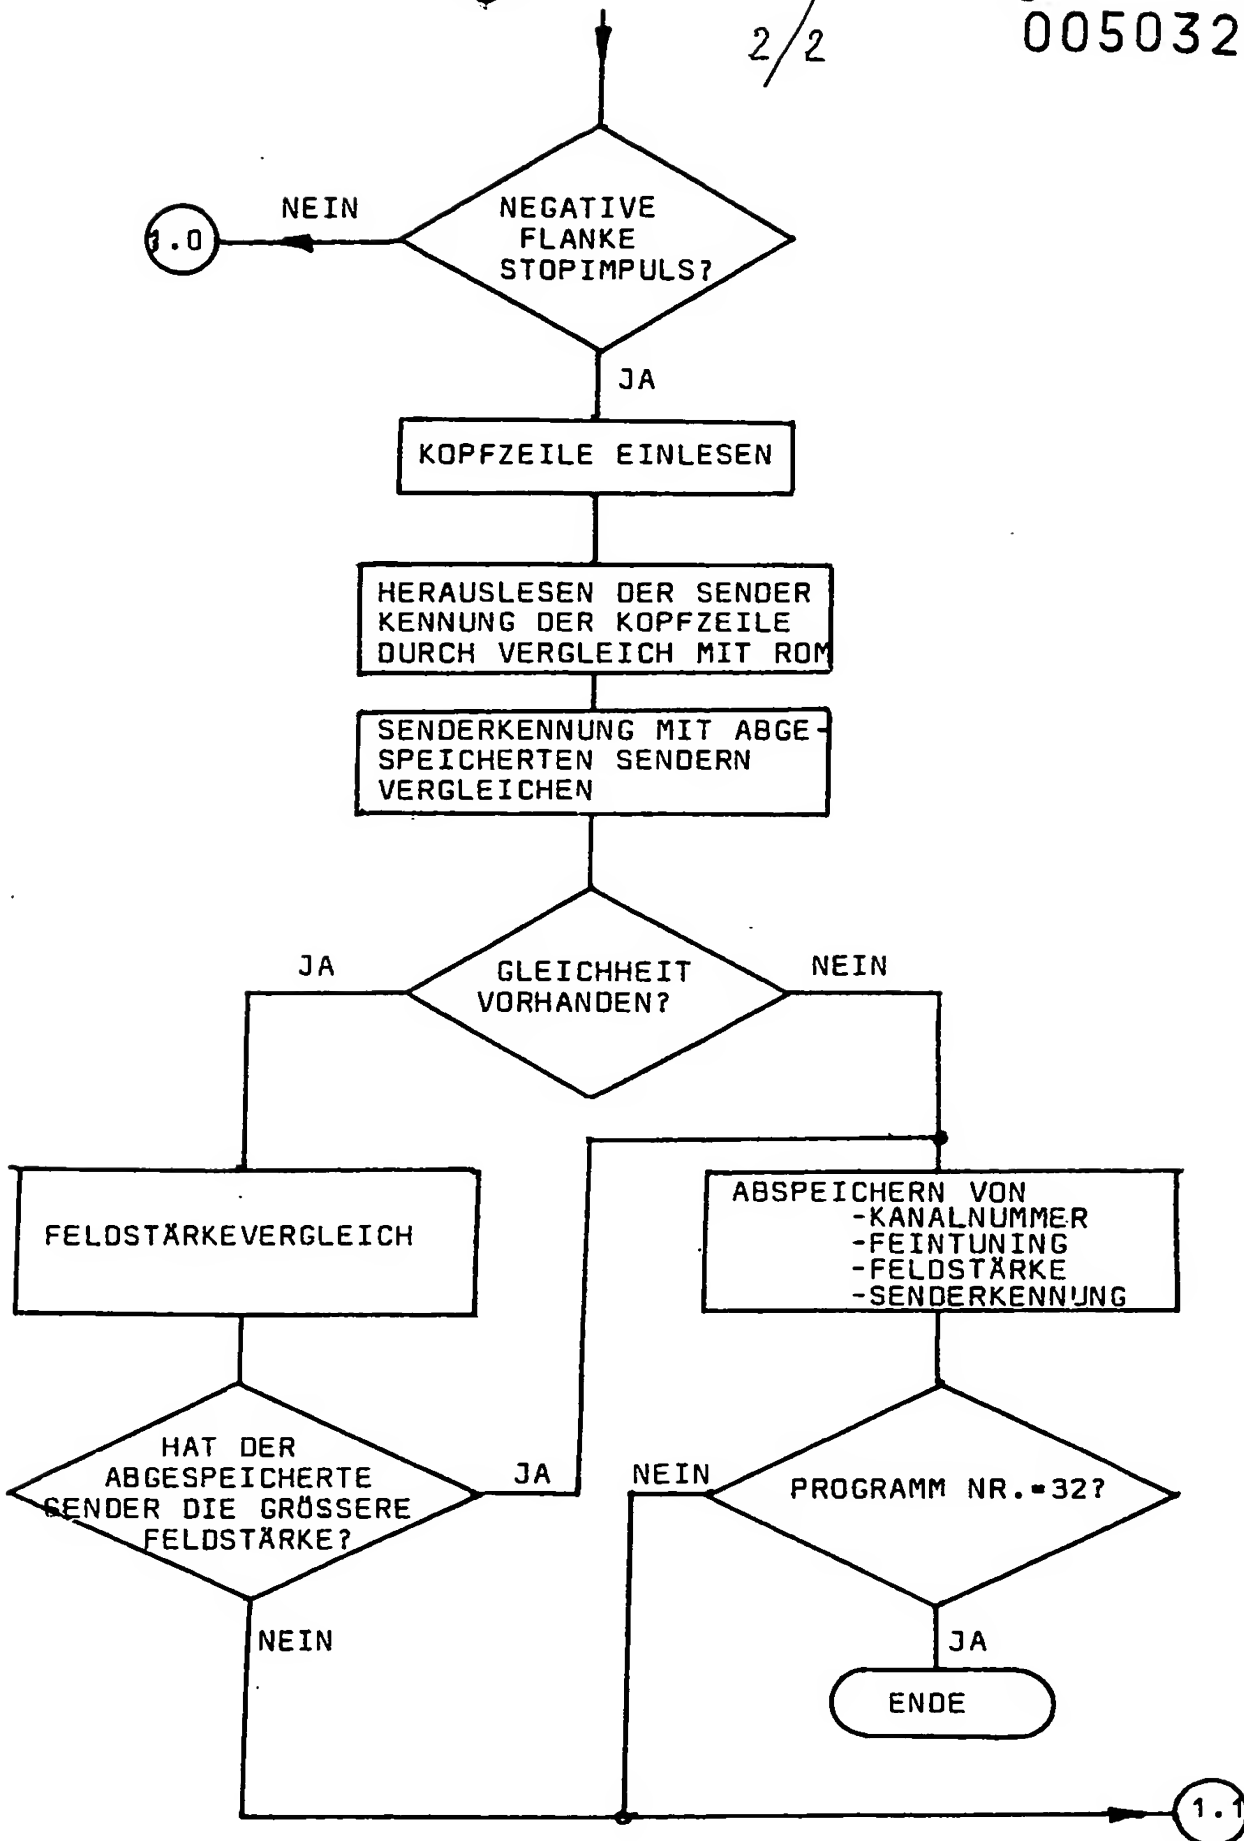 2/2
005032
NEIN
NEGATIVE
FLANKE
STOPIMPULS?
JA
KOPFZEILE EINLESEN
HERAUSLESEN DER SENDER
KENNUNG DER KOPFZEILE
DURCH VERGLEICH MIT ROM
SENDERKENNUNG MIT ABGE-
SPEICHERTEN SENDERN
VERGLEICHEN
JA
GLEICHHEIT
VORHANDEN?
NEIN
FELDSTÄRKEVERGLEICH
ABSPEICHERN VON
-KANALNUMMER
-FEINTUNING
-FELDSTÄRKE
-SENDERKENNUNG
HAT DER
ABGESPEICHERTE
SENDER DIE GRÖSSERE
FELDSTÄRKE?
JA
NEIN
PROGRAMM NR.=32?
NEIN
JA
ENDE
1.1